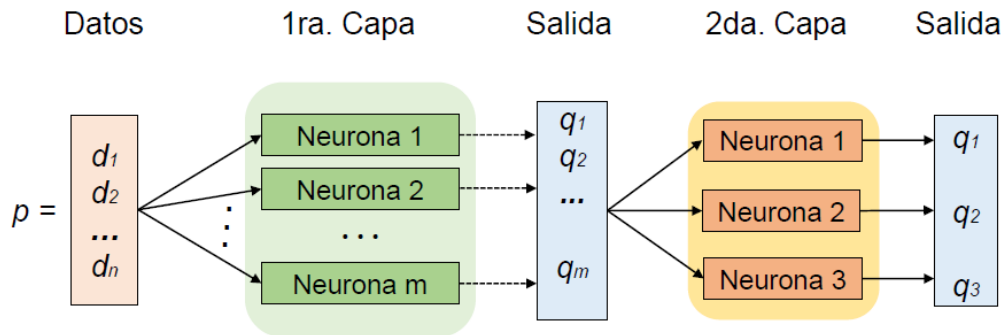 Datos 1ra. Capa Salida 2da. Capa Salida
p =
d1
d2
...
dn
Neurona 1
Neurona 2
...
Neurona m
q1
q2
...
qm
Neurona 1
Neurona 2
Neurona 3
q1
q2
q3